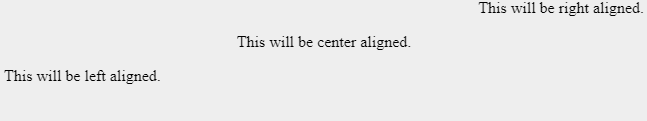 This will be right aligned.
This will be center aligned.
This will be left aligned.